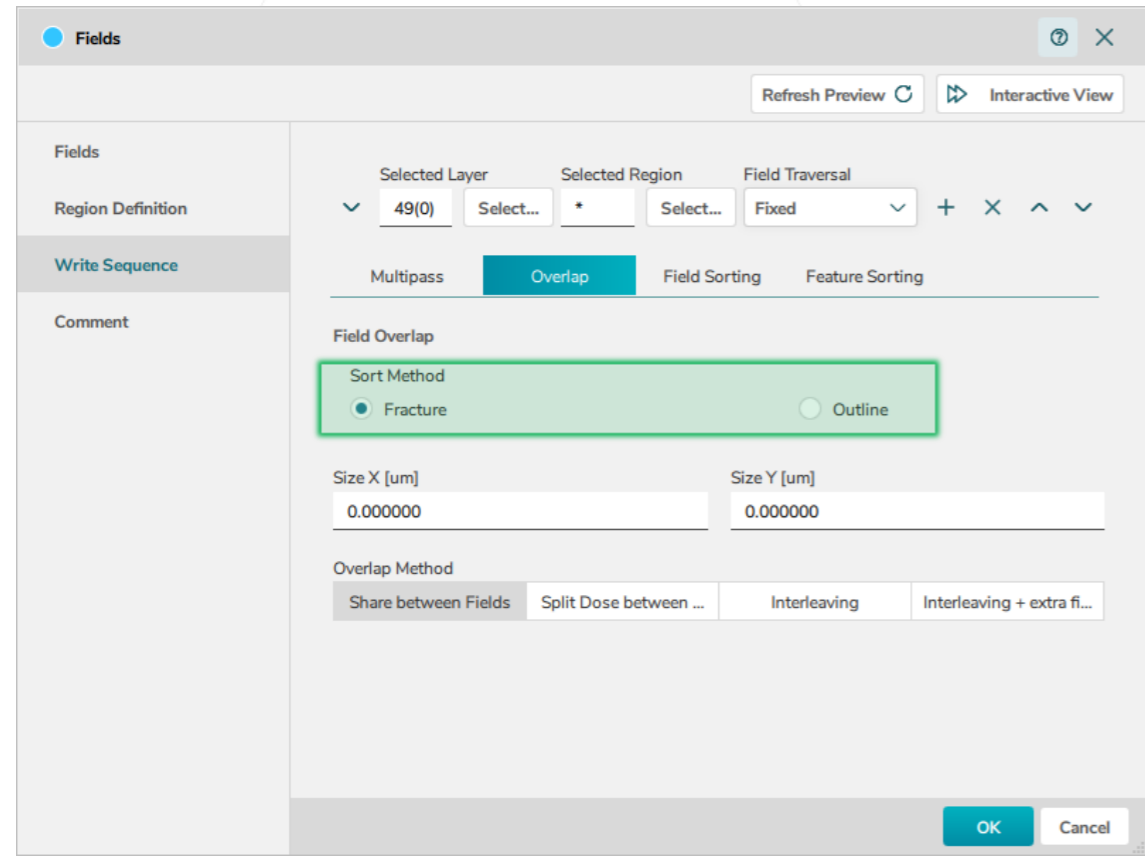 Fields
Refresh Preview
Interactive View
Fields
Region Definition
Write Sequence
Comment
Selected Layer Selected Region Field Traversal
49(0) Select... * Select... Fixed
Multipass Overlap Field Sorting Feature Sorting
Field Overlap
Sort Method
Fracture Outline
Size X [um] Size Y [um]
0.000000 0.000000
Overlap Method
Share between Fields Split Dose between ... Interleaving Interleaving + extra fi...
OK Cancel